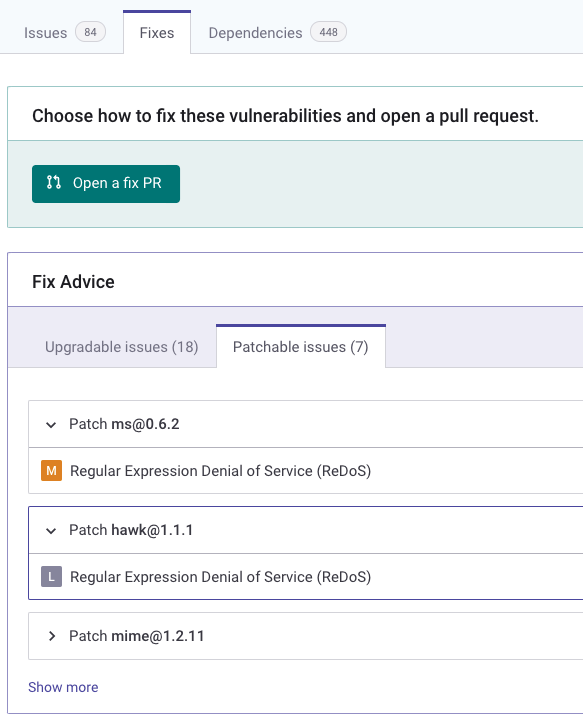 Issues 84 Fixes Dependencies 448
Choose how to fix these vulnerabilities and open a pull request.
Open a fix PR
Fix Advice
Upgradable issues (18) Patchable issues (7)
Patch ms@0.6.2
M Regular Expression Denial of Service (ReDoS)
Patch hawk@1.1.1
L Regular Expression Denial of Service (ReDoS)
Patch mime@1.2.11
Show more